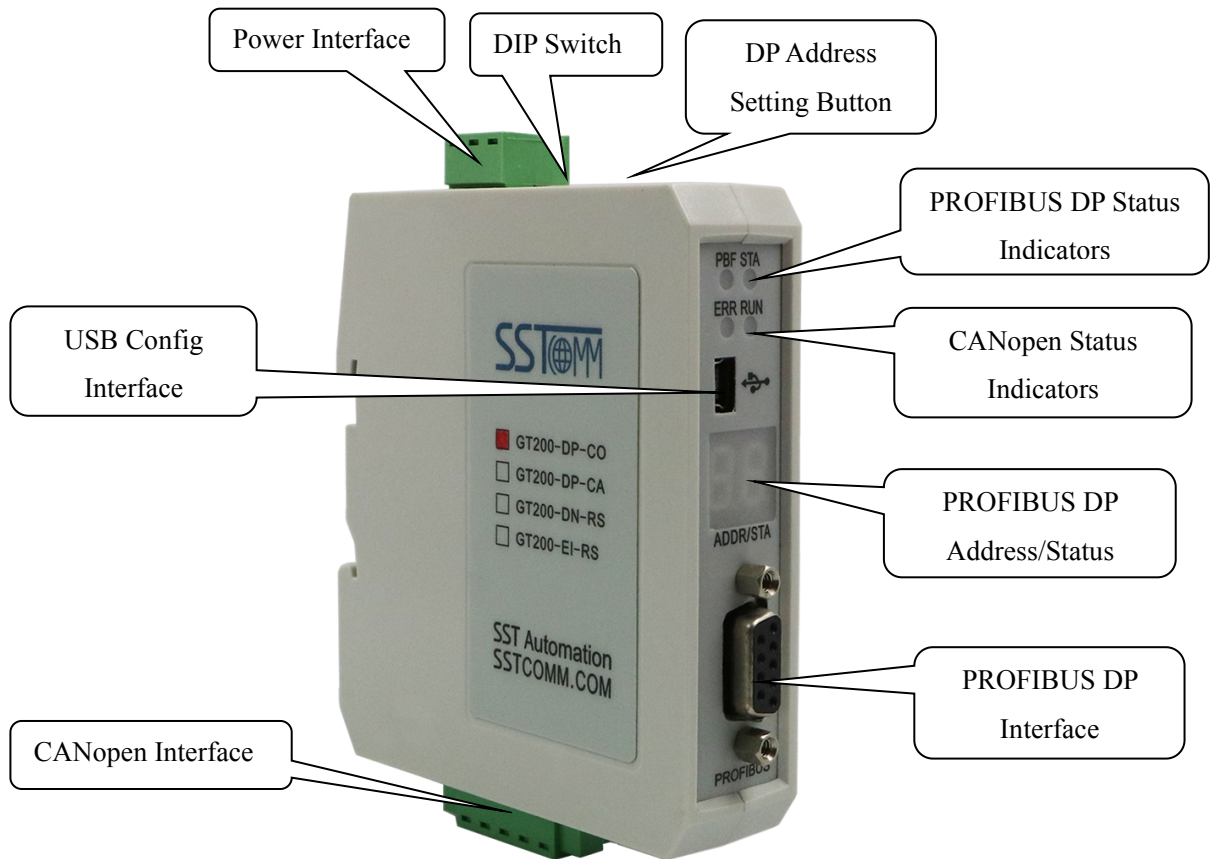 Power Interface
DIP Switch
DP Address
Setting Button
PROFIBUS DP Status
Indicators
USB Config
Interface
CANopen Status
Indicators
PROFIBUS DP
Address/Status
PROFIBUS DP
Interface
CANopen Interface
PBF STA
ERR RUN
ADDR/STA
PROFIBUS
SSTCOMM
GT200-DP-CO
GT200-DP-CA
GT200-DN-RS
GT200-EI-RS
SST Automation
SSTCOMM.COM